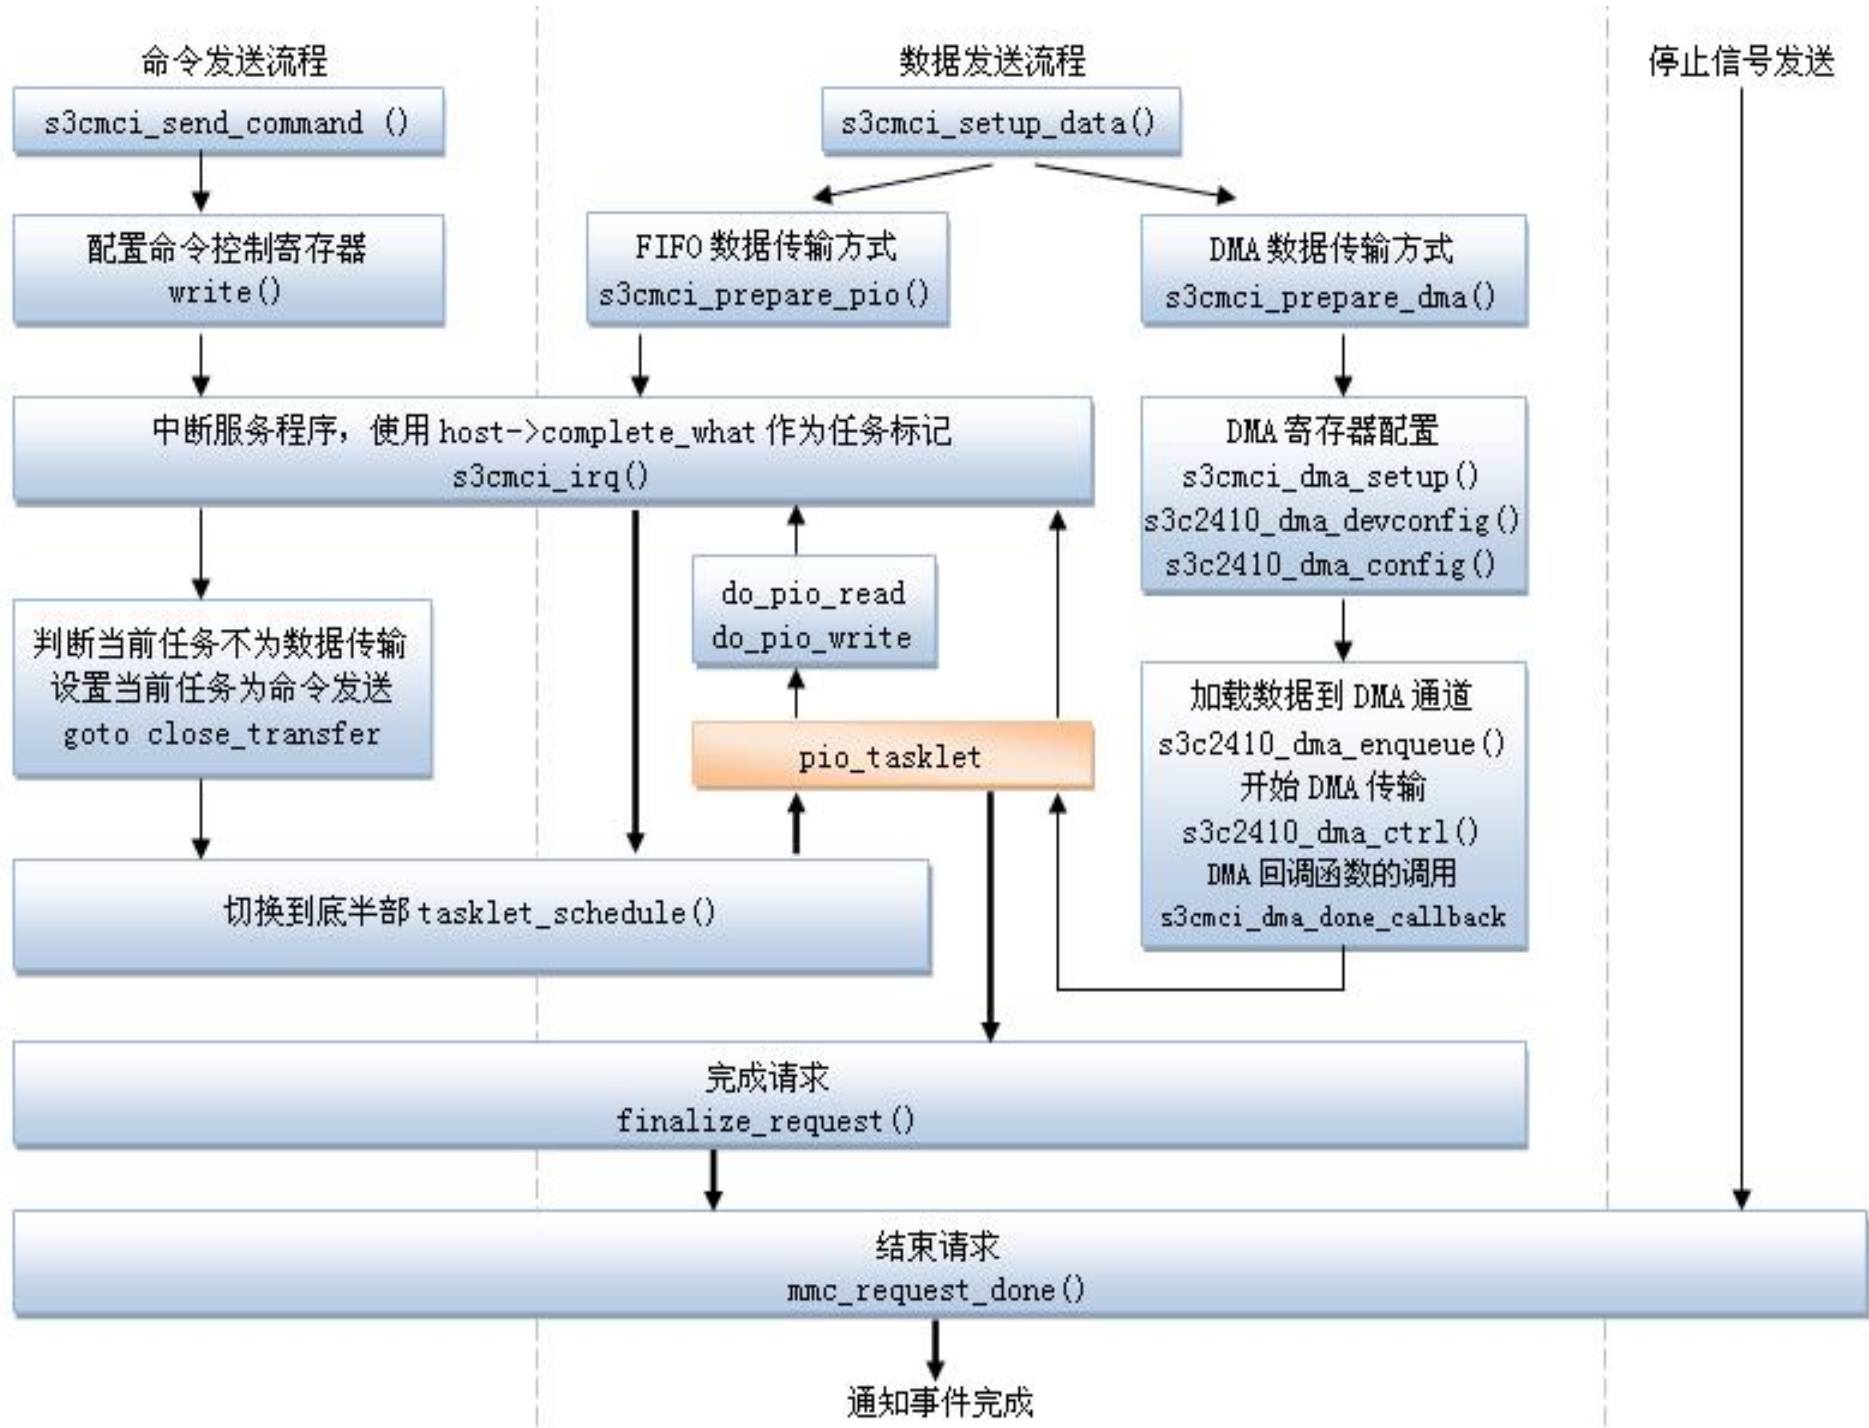 命令发送流程
数据发送流程
停止信号发送
s3cmci_send_command ()
s3cmci_setup_data()
配置命令控制寄存器
write()
FIFO 数据传输方式
s3cmci_prepare_pio()
DMA 数据传输方式
s3cmci_prepare_dma()
中断服务程序，使用 host->complete_what 作为任务标记
s3cmci_irq()
DMA 寄存器配置
s3cmci_dma_setup()
s3c2410_dma_devconfig()
s3c2410_dma_config()
do_pio_read
do_pio_write
判断当前任务不为数据传输
设置当前任务为命令发送
goto close_transfer
pio_tasklet
加载数据到 DMA 通道
s3c2410_dma_enqueue()
开始 DMA 传输
s3c2410_dma_ctrl()
DMA 回调函数的调用
s3cmci_dma_done_callback
切换到底半部 tasklet_schedule()
完成请求
finalize_request()
结束请求
mmc_request_done()
通知事件完成